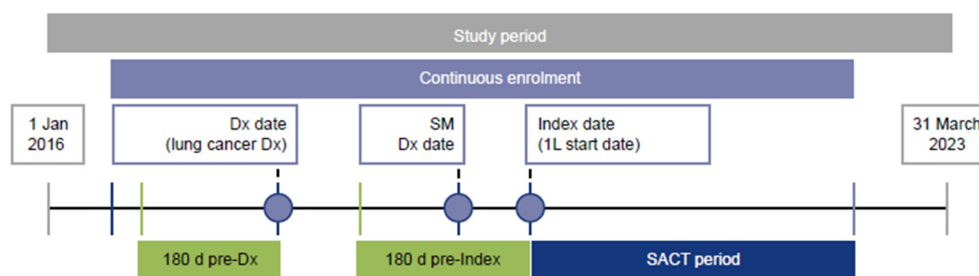 Study period
Continuous enrolment
1 Jan
2016
Dx date
(lung cancer Dx)
SM
Dx date
Index date
(1L start date)
31 March
2023
180 d pre-Dx
180 d pre-Index
SACT period